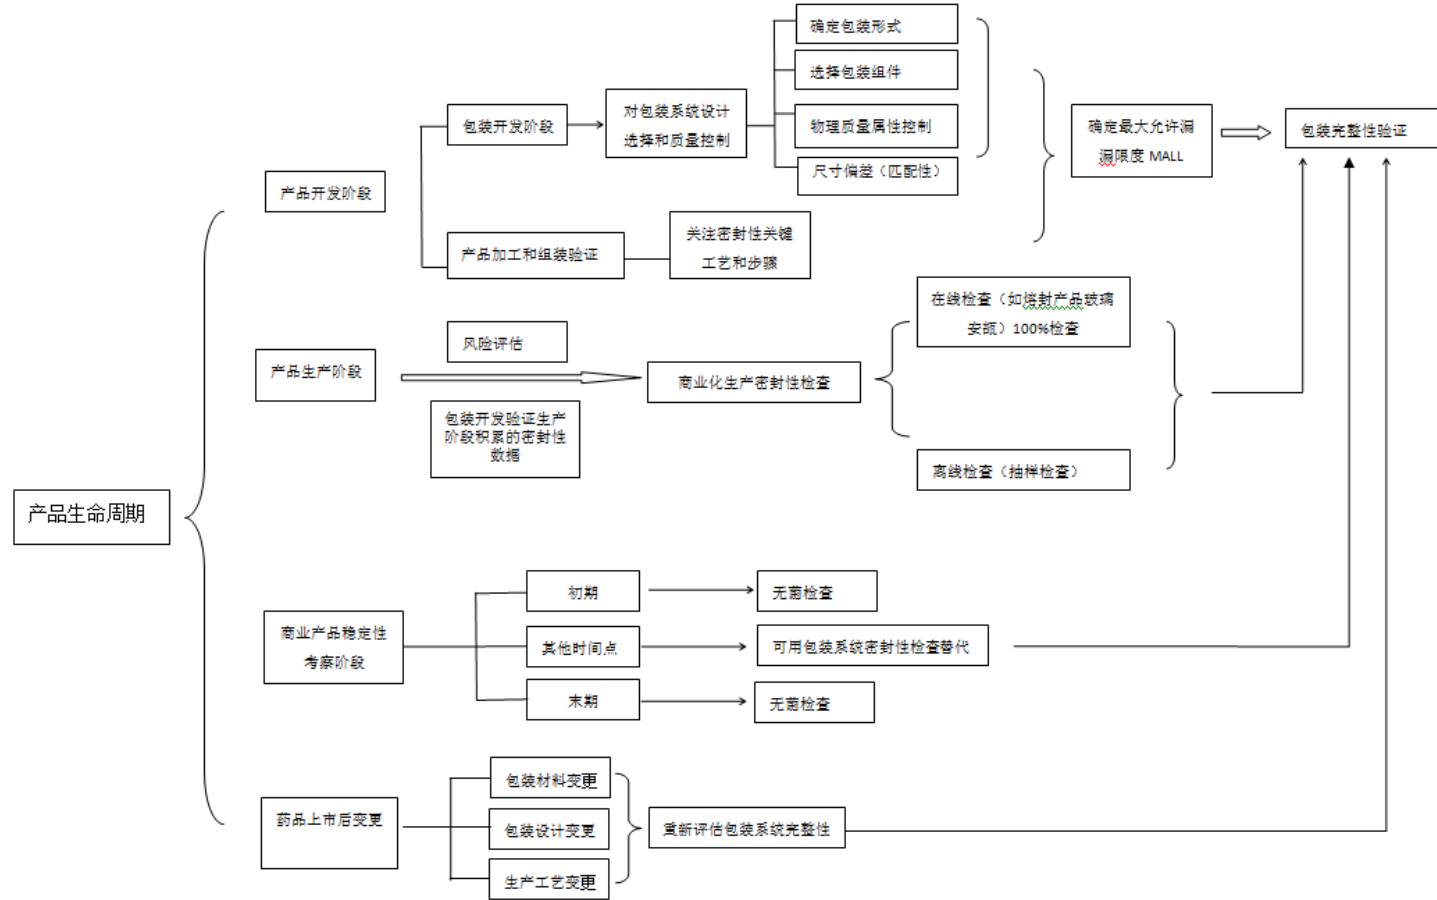 确定包装形式
选择包装组件
对包装系统设计
选择和质量控制
包装开发阶段
物理质量属性控制
确定最大允许漏
漏限度 MALL
包装完整性验证
尺寸偏差（匹配性）
产品开发阶段
产品加工和组装验证
关注密封性关键
工艺和步骤
在线检查（如熔封产品玻璃
安瓿）100%检查
风险评估
产品生产阶段
商业化生产密封性检查
包装开发验证生产
阶段积累的密封性
数据
离线检查（抽样检查）
产品生命周期
初期
无菌检查
商业产品稳定性
考察阶段
其他时间点
可用包装系统密封性检查替代
末期
无菌检查
包装材料变更
药品上市后变更
包装设计变更
重新评估包装系统完整性
生产工艺变更